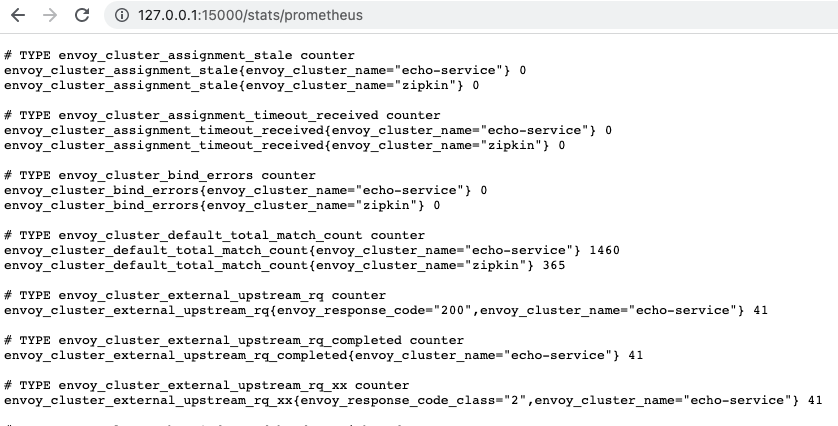 127.0.0.1:15000/stats/prometheus
# TYPE envoy_cluster_assignment_stale counter
envoy_cluster_assignment_stale{envoy_cluster_name="echo-service"} 0
envoy_cluster_assignment_stale{envoy_cluster_name="zipkin"} 0
# TYPE envoy_cluster_assignment_timeout_received counter
envoy_cluster_assignment_timeout_received{envoy_cluster_name="echo-service"} 0
envoy_cluster_assignment_timeout_received{envoy_cluster_name="zipkin"} 0
# TYPE envoy_cluster_bind_errors counter
envoy_cluster_bind_errors{envoy_cluster_name="echo-service"} 0
envoy_cluster_bind_errors{envoy_cluster_name="zipkin"} 0
# TYPE envoy_cluster_default_total_match_count counter
envoy_cluster_default_total_match_count{envoy_cluster_name="echo-service"} 1460
envoy_cluster_default_total_match_count{envoy_cluster_name="zipkin"} 365
# TYPE envoy_cluster_external_upstream_rq counter
envoy_cluster_external_upstream_rq{envoy_response_code="200",envoy_cluster_name="echo-service"} 41
# TYPE envoy_cluster_external_upstream_rq_completed counter
envoy_cluster_external_upstream_rq_completed{envoy_cluster_name="echo-service"} 41
# TYPE envoy_cluster_external_upstream_rq_xx counter
envoy_cluster_external_upstream_rq_xx{envoy_response_code_class="2",envoy_cluster_name="echo-service"} 41